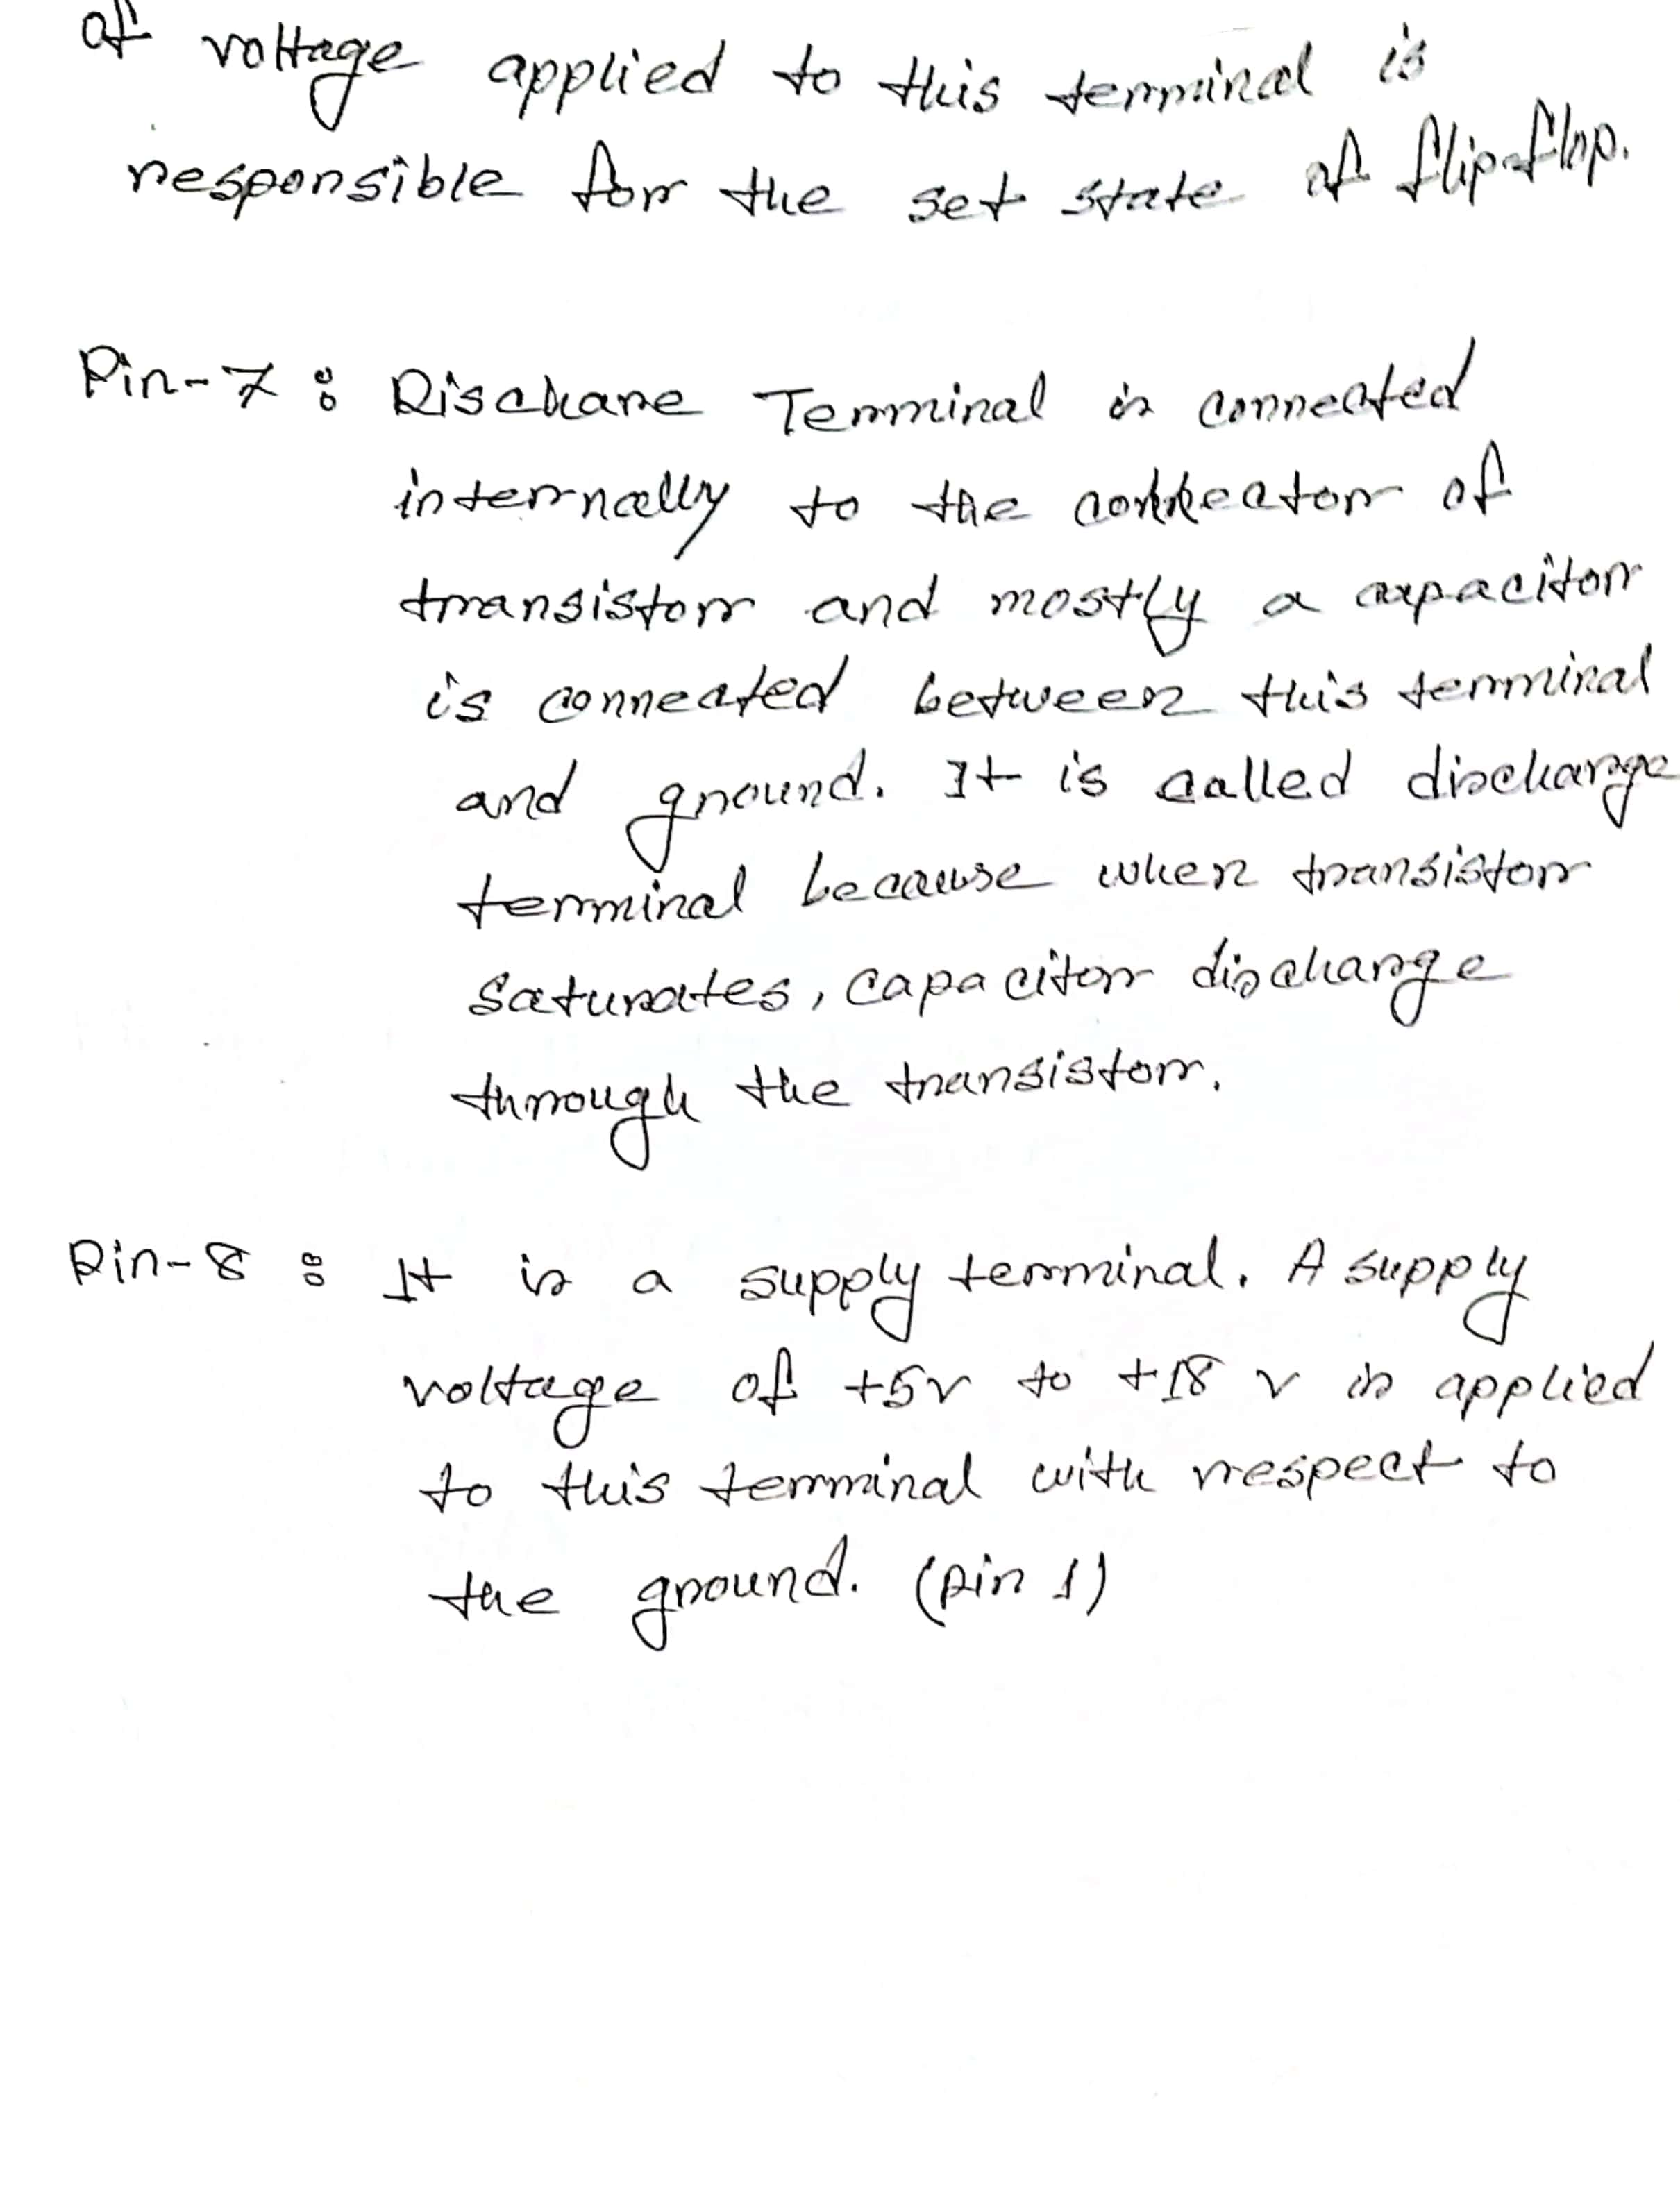 of voltage applied to this terminal is
responsible for the set state of flip-flop.
Pin-7 : Dischare Terminal is connected
internally to the of
transistor and mostly a capacitor
is connected between this terminal
and ground. It is called discharge
terminal because when transistor
saturates, capacitor discharge
through the transistor.
Pin-8 : It is a supply terminal. A supply
voltage of +5v to +18 v is applied
to this terminal with respect to
the ground. (pin 1)